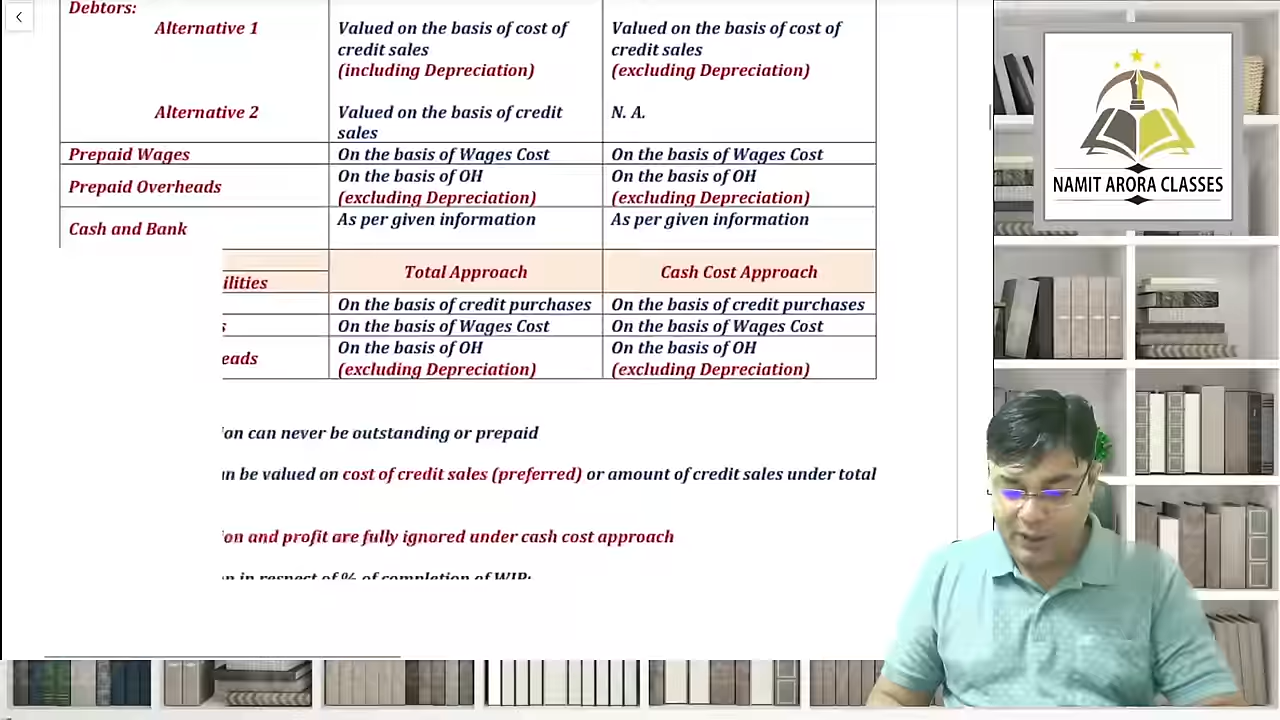 Debtors:
Alternative 1
Valued on the basis of cost of
credit sales
(including Depreciation)
Valued on the basis of cost of
credit sales
(excluding Depreciation)
Alternative 2
Valued on the basis of credit
sales
N. A.
Prepaid Wages
On the basis of Wages Cost
On the basis of Wages Cost
Prepaid Overheads
On the basis of OH
(excluding Depreciation)
On the basis of OH
(excluding Depreciation)
Cash and Bank
As per given information
As per given information
ilities
Total Approach
Cash Cost Approach
On the basis of credit purchases
On the basis of credit purchases
s
On the basis of Wages Cost
On the basis of Wages Cost
eads
On the basis of OH
(excluding Depreciation)
On the basis of OH
(excluding Depreciation)
on can never be outstanding or prepaid
n be valued on cost of credit sales (preferred) or amount of credit sales under total
on and profit are fully ignored under cash cost approach
n in respect of % of completion of WIP:
NAMIT ARORA CLASSES